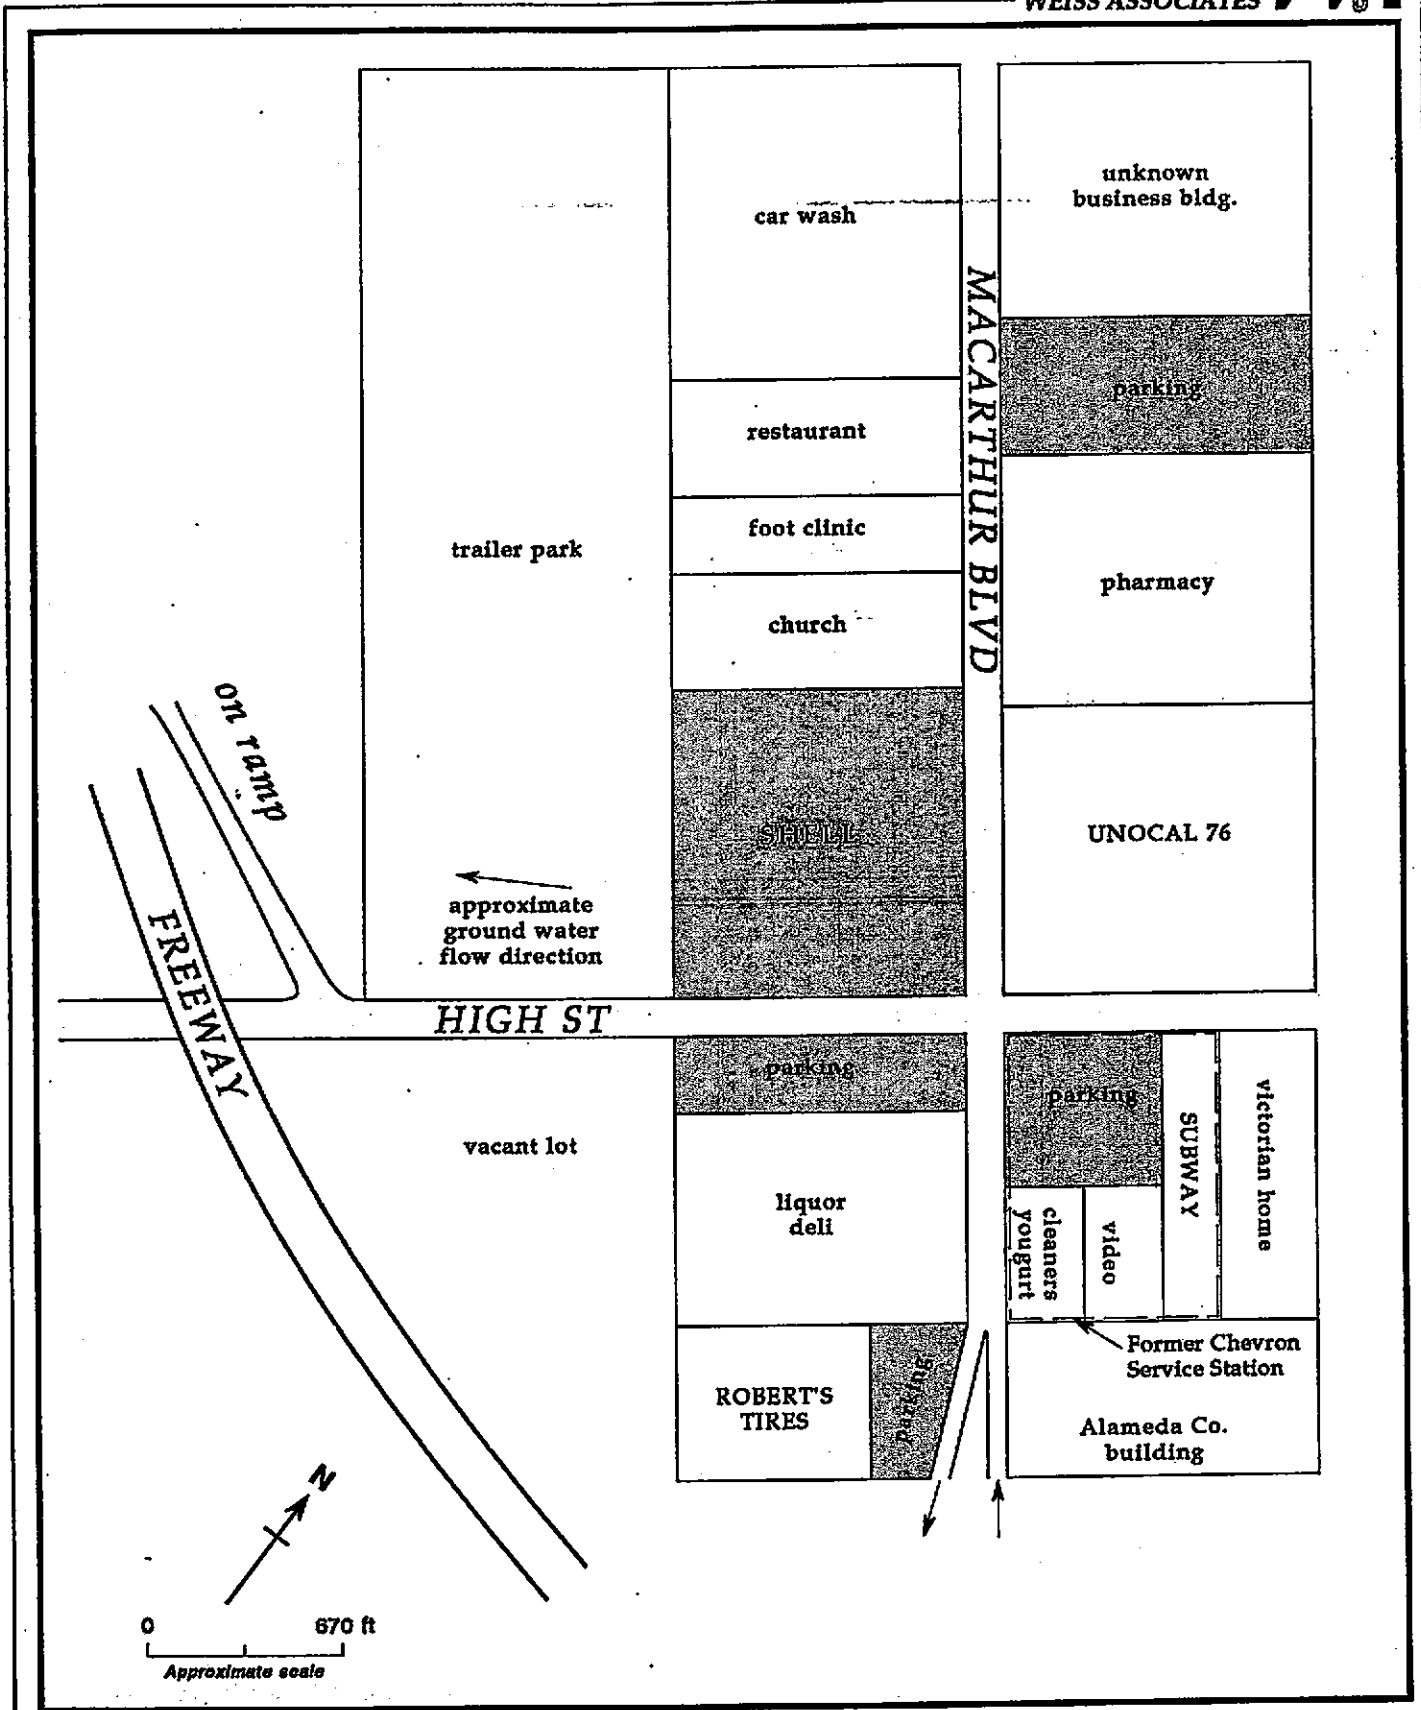 WEISS ASSOCIATES
unknown
business bldg.
car wash
MACARTHUR BLVD
parking
restaurant
foot clinic
trailer park
pharmacy
church
on ramp
SHELL
UNOCAL 76
approximate
ground water
flow direction
FREEWAY
HIGH ST
parking
parking
SUBWAY
victorian home
vacant lot
liquor
deli
cleaners
yougurt
video
Former Chevron
Service Station
ROBERT'S
TIRES
parking
Alameda Co.
building
N
0 670 ft
Approximate scale